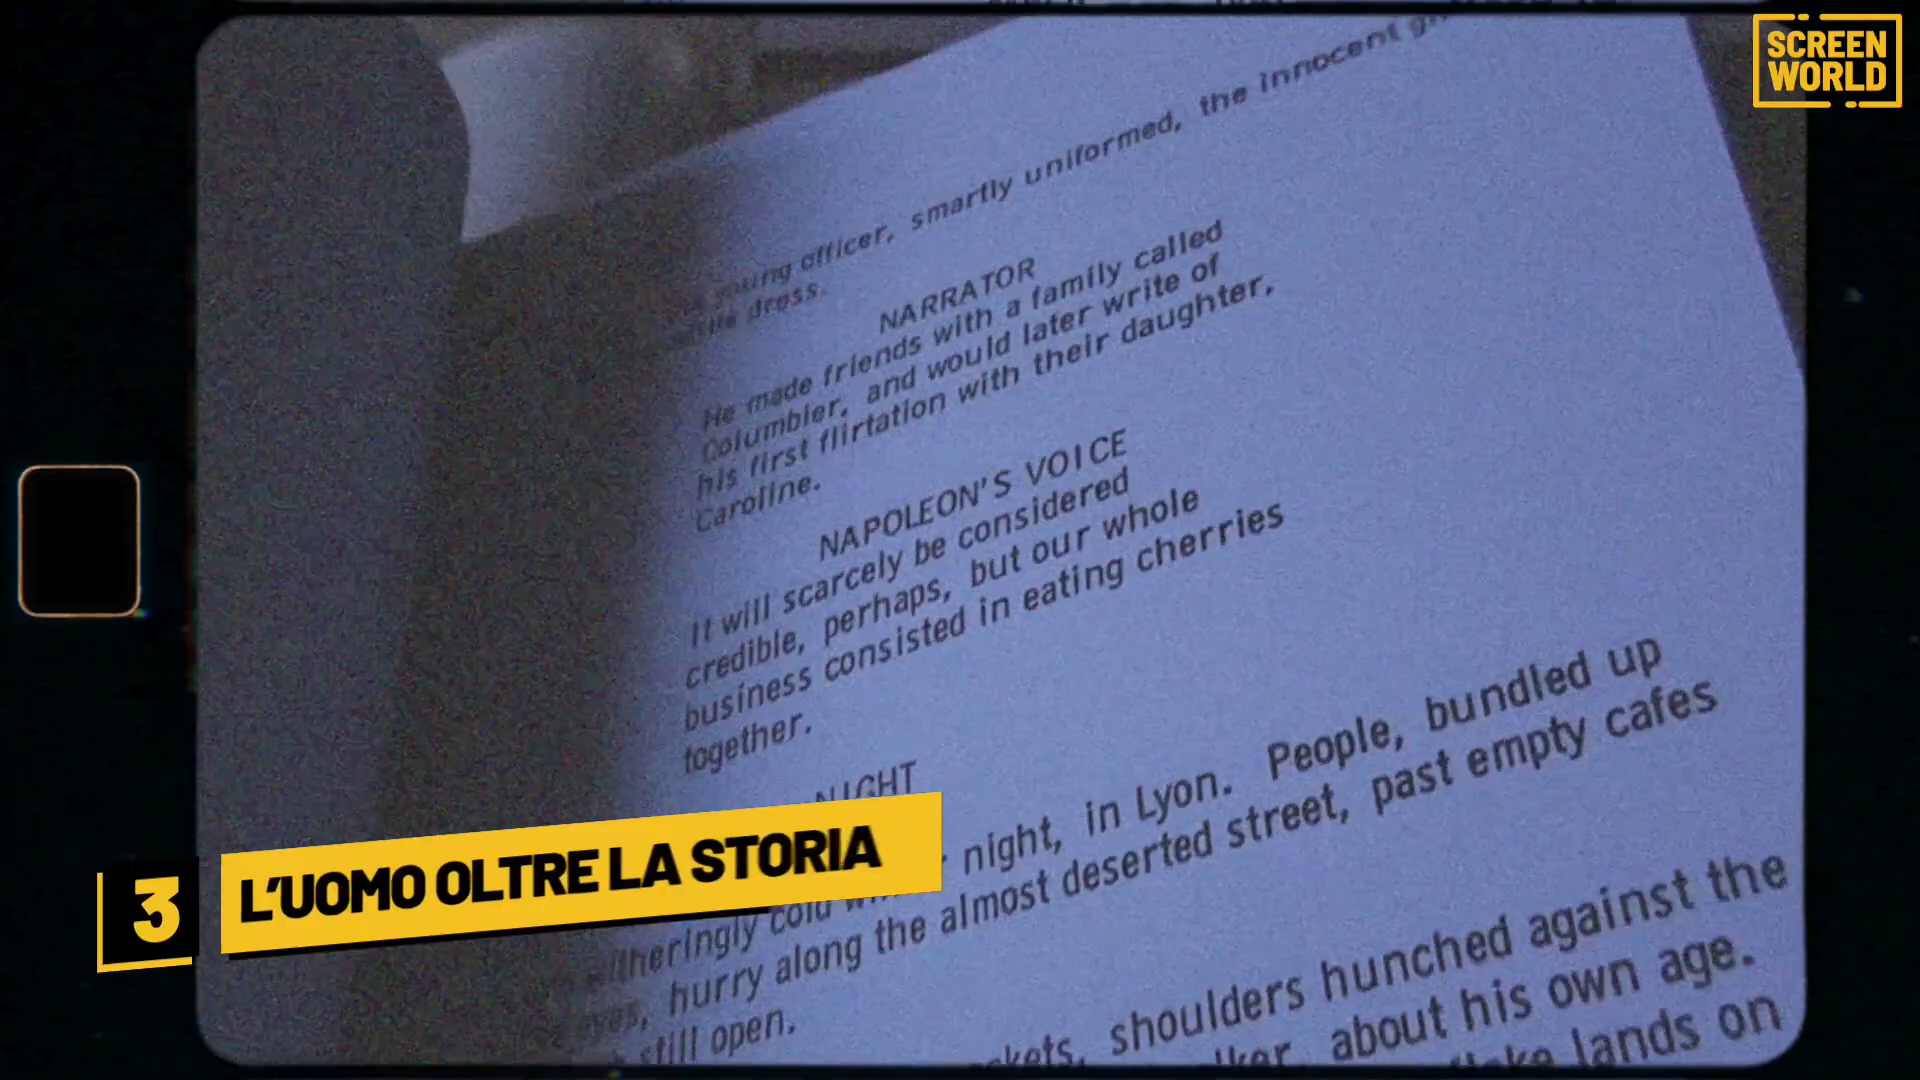 SCREEN
WORLD
young officer, smartly uniformed, the innocent
dress.
NARRATOR
He made friends with a family called
Columbier, and would later write of
his first flirtation with their daughter,
Caroline.
NAPOLEON'S VOICE
It will scarcely be considered
credible, perhaps, but our whole
business consisted in eating cherries
together.
NIGHT
night, in Lyon. People, bundled up
cold
hurry along the almost deserted street, past empty cafes
still open.
shoulders hunched against the
about his own age.
lands on
3
L'UOMO OLTRE LA STORIA